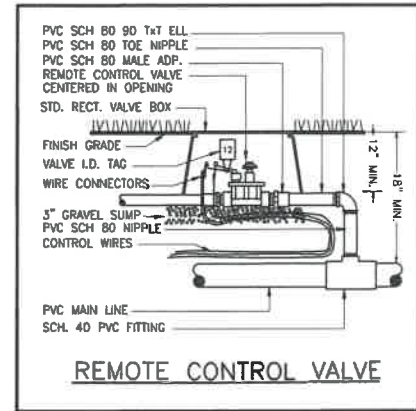 PVC SCH 80 90 TxT ELL
PVC SCH 80 TOE NIPPLE
PVC SCH 80 MALE ADP.
REMOTE CONTROL VALVE
CENTERED IN OPENING
STD. RECT. VALVE BOX
FINISH GRADE
VALVE I.D. TAG
12
WIRE CONNECTORS
12" MIN.
18" MIN.
3" GRAVEL SUMP
PVC SCH 80 NIPPLE
CONTROL WIRES
PVC MAIN LINE
SCH. 40 PVC FITTING
REMOTE CONTROL VALVE